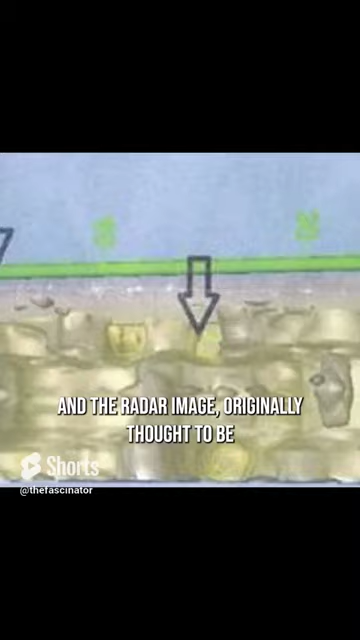 AND THE RADAR IMAGE, ORIGINALLY
THOUGHT TO BE
Shorts
@thefascinator